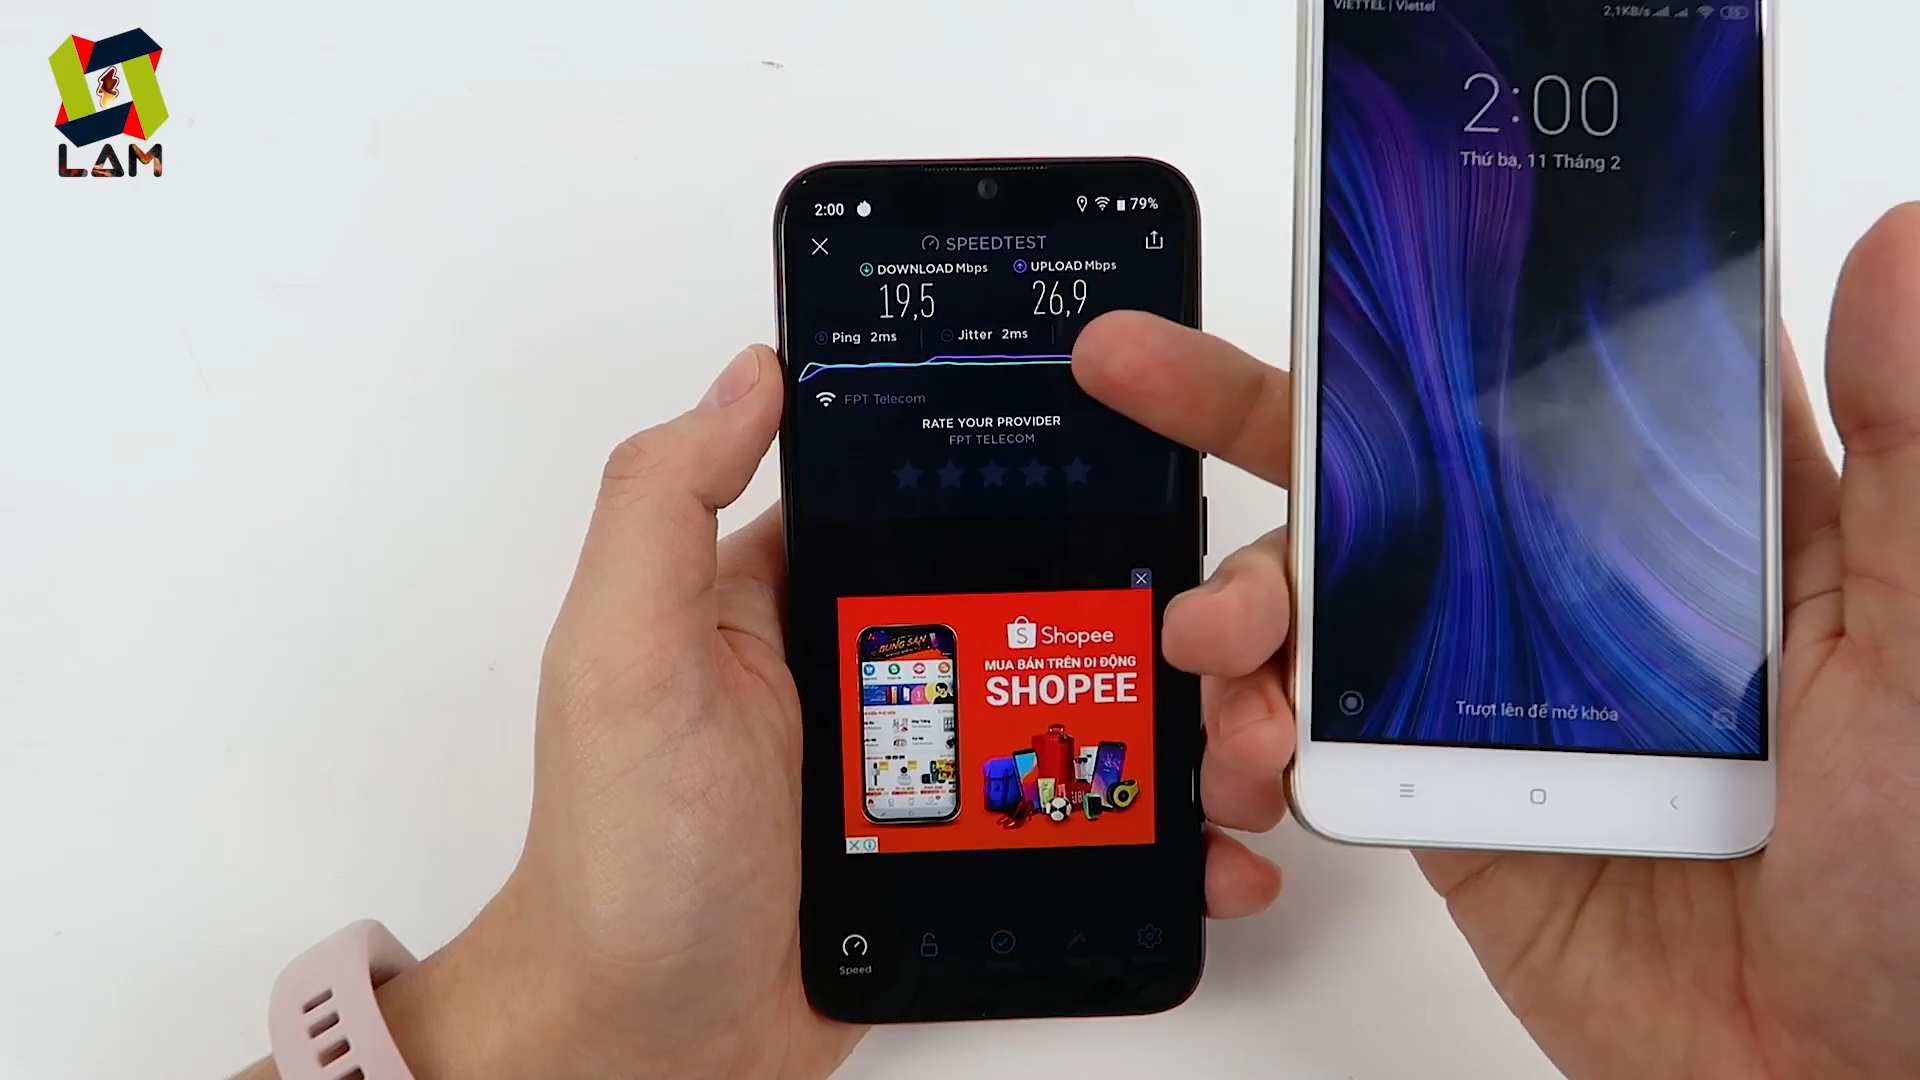 LAM
2:00
79%
SPEEDTEST
DOWNLOAD Mbps
UPLOAD Mbps
19,5
26,9
Ping 2ms
Jitter 2ms
FPT Telecom
RATE YOUR PROVIDER
FPT TELECOM
Shopee
MUA BÁN TRÊN DI ĐỘNG
SHOPEE
Speed
VIETTEL | Viettel
2,1KB/s
2:00
Thứ ba, 11 Tháng 2
Trượt lên để mở khóa